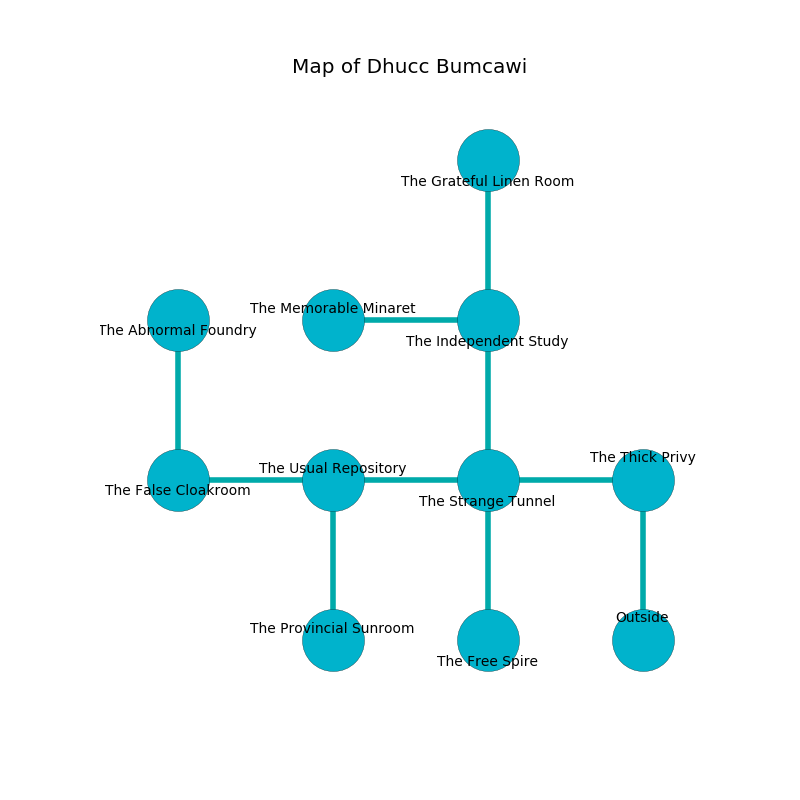 Map of Dhucc Bumcawi
The Grateful Linen Room
The Memorable Minaret
The Abnormal Foundry
The Independent Study
The Thick Privy
The Usual Repository
The False Cloakroom
The Strange Tunnel
Outside
The Provincial Sunroom
The Free Spire